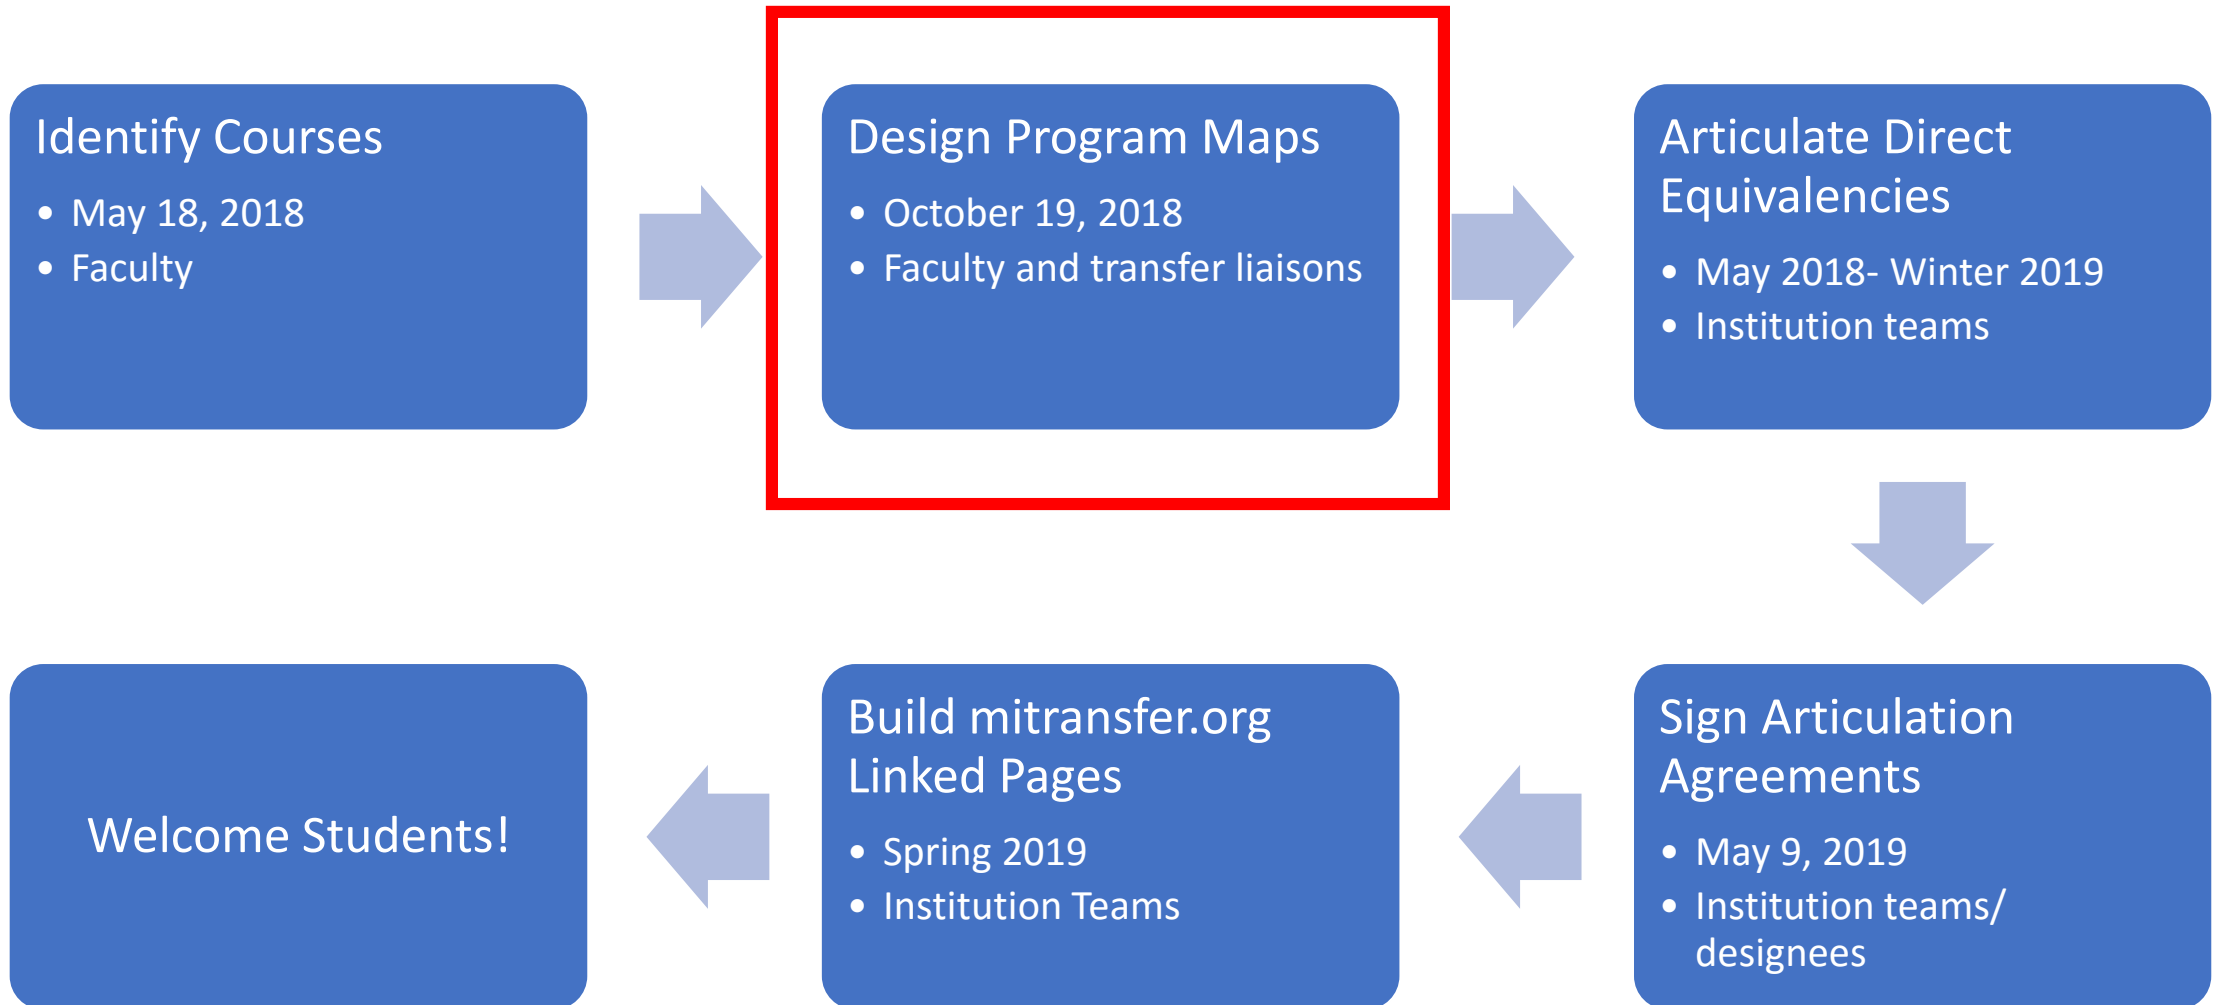 Identify Courses
• May 18, 2018
• Faculty
Design Program Maps
• October 19, 2018
• Faculty and transfer liaisons
Articulate Direct
Equivalencies
• May 2018- Winter 2019
• Institution teams
Sign Articulation
Agreements
• May 9, 2019
• Institution teams/
designees
Build mitransfer.org
Linked Pages
• Spring 2019
• Institution Teams
Welcome Students!